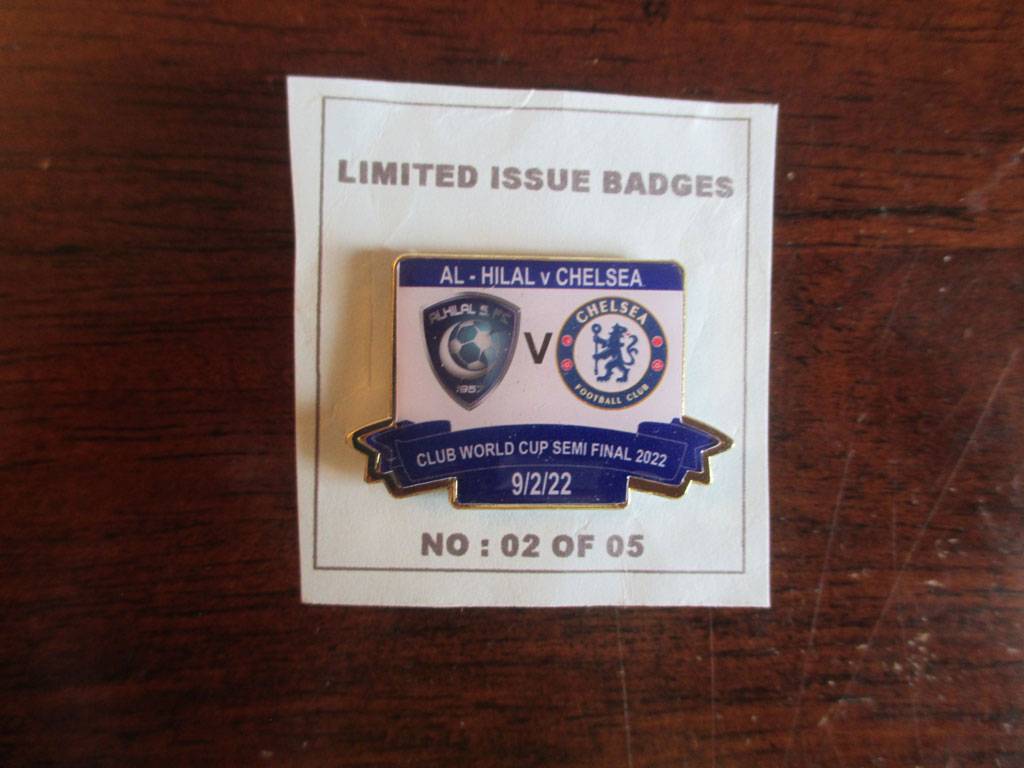 LIMITED ISSUE BADGES
AL - HILAL v CHELSEA
ALHILAL S. FC
1957
V
CHELSEA
FOOTBALL CLUB
CLUB WORLD CUP SEMI FINAL 2022
9/2/22
NO : 02 OF 05